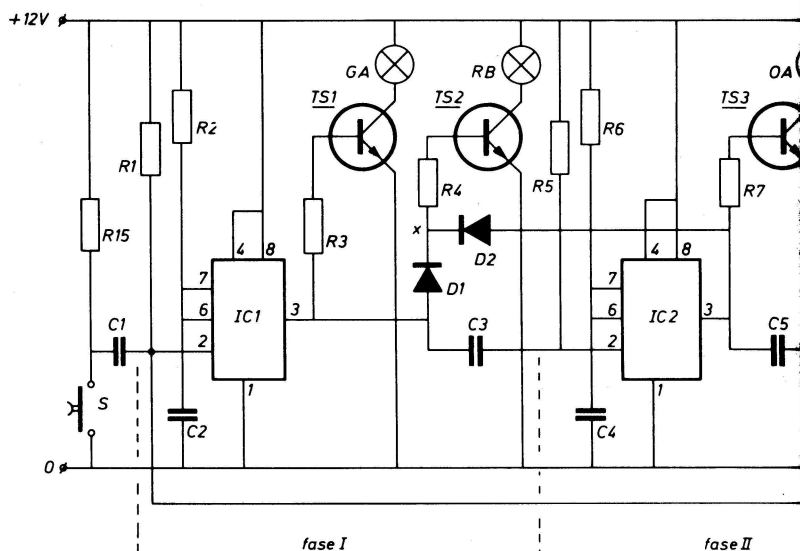 +12V
GA
RB
OA
TS1
TS2
TS3
R1
R2
R3
R4
R5
R6
R7
R15
x
D2
D1
4
8
7
6
2
3
1
IC1
4
8
7
6
2
3
1
IC2
C1
C3
C5
S
C2
C4
0
fase I
fase II